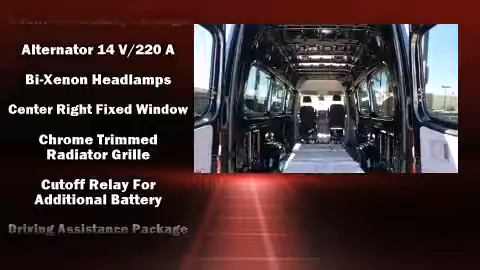 Alternator 14 V/220 A
Bi-Xenon Headlamps
Center Right Fixed Window
Chrome Trimmed
Radiator Grille
Cutoff Relay For
Additional Battery
Driving Assistance Package